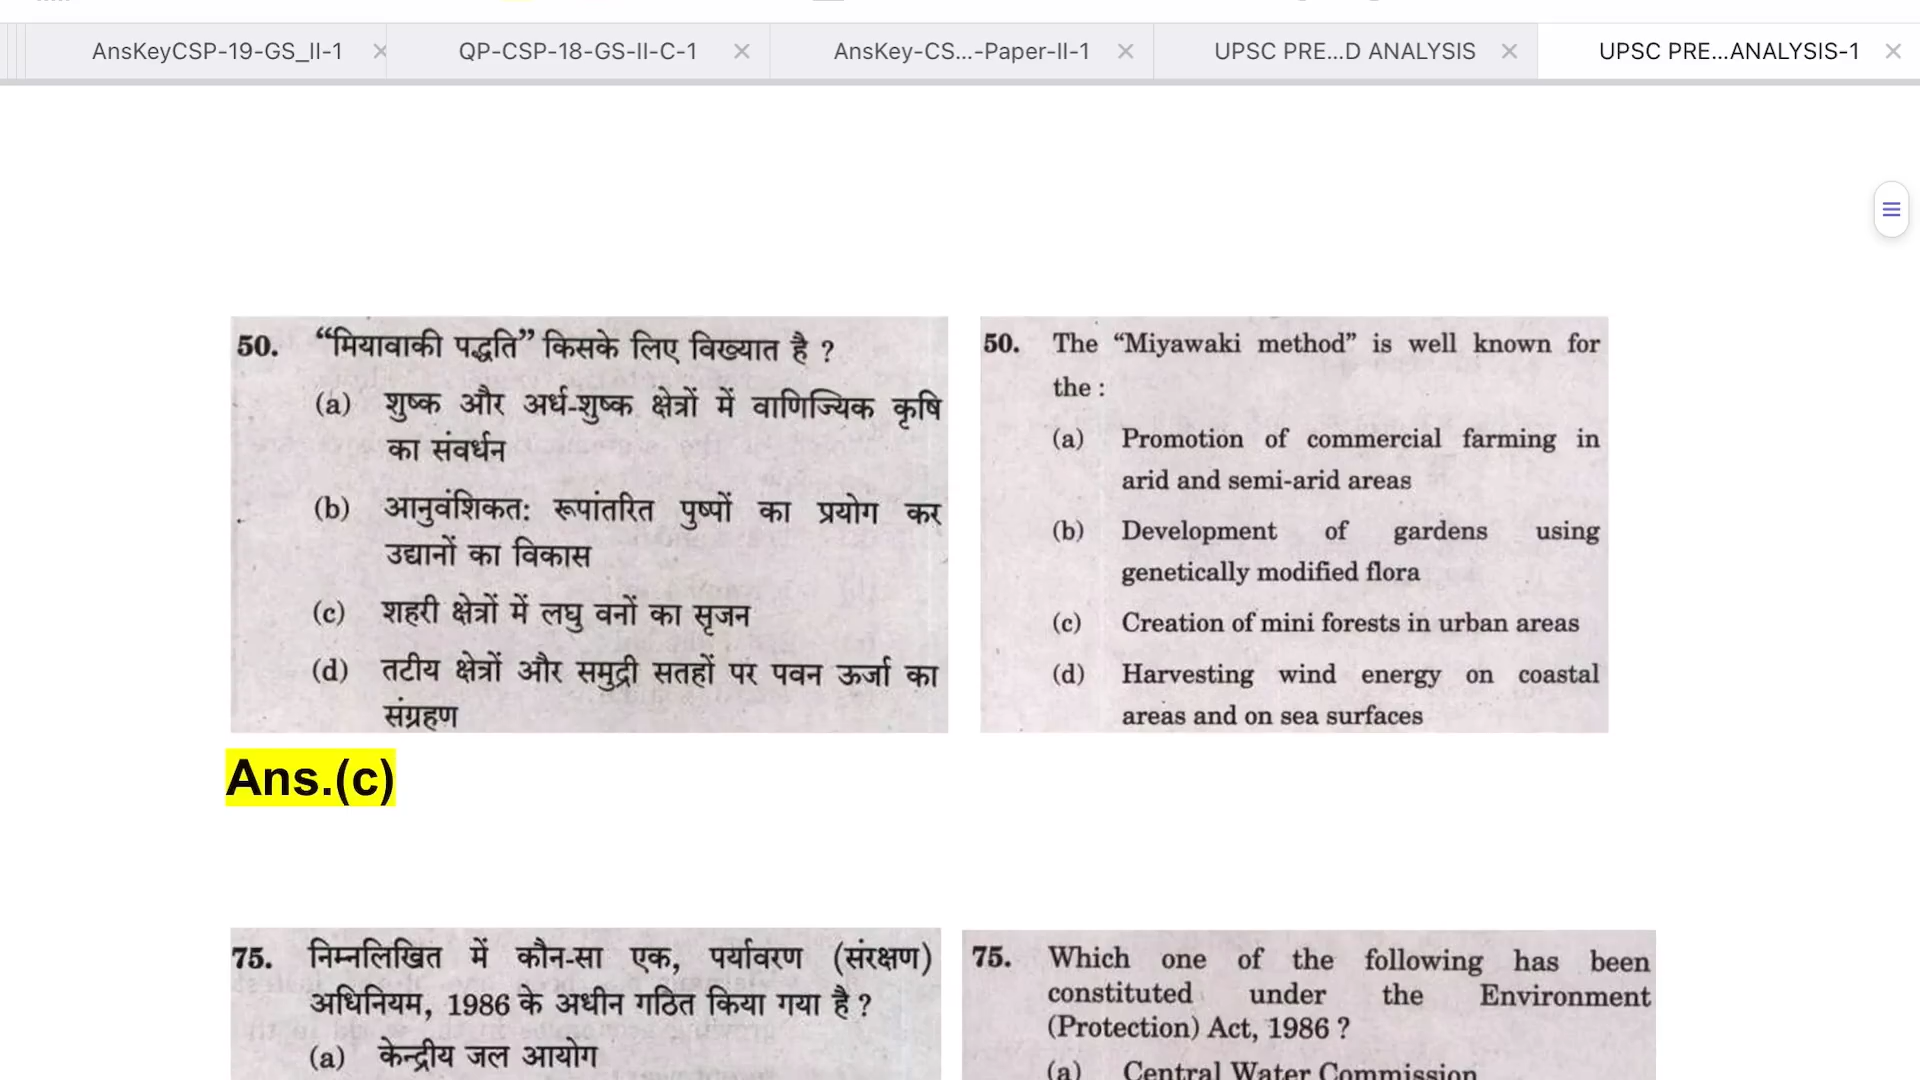 AnsKeyCSP-19-GS_II-1
QP-CSP-18-GS-II-C-1
AnsKey-CS...-Paper-II-1
UPSC PRE...D ANALYSIS
UPSC PRE...ANALYSIS-1
50. “मियावाकी पद्धति” किसके लिए विख्यात है ?
(a) शुष्क और अर्ध-शुष्क क्षेत्रों में वाणिज्यिक कृषि
का संवर्धन
(b) आनुवंशिकत: रूपांतरित पुष्पों का प्रयोग कर
उद्यानों का विकास
(c) शहरी क्षेत्रों में लघु वनों का सृजन
(d) तटीय क्षेत्रों और समुद्री सतहों पर पवन ऊर्जा का
संग्रहण
50. The “Miyawaki method” is well known for
the :
(a) Promotion of commercial farming in
arid and semi-arid areas
(b) Development of gardens using
genetically modified flora
(c) Creation of mini forests in urban areas
(d) Harvesting wind energy on coastal
areas and on sea surfaces
Ans.(c)
75. निम्नलिखित में कौन-सा एक, पर्यावरण (संरक्षण)
अधिनियम, 1986 के अधीन गठित किया गया है ?
(a) केन्द्रीय जल आयोग
75. Which one of the following has been
constituted under the Environment
(Protection) Act, 1986 ?
(a) Central Water Commission